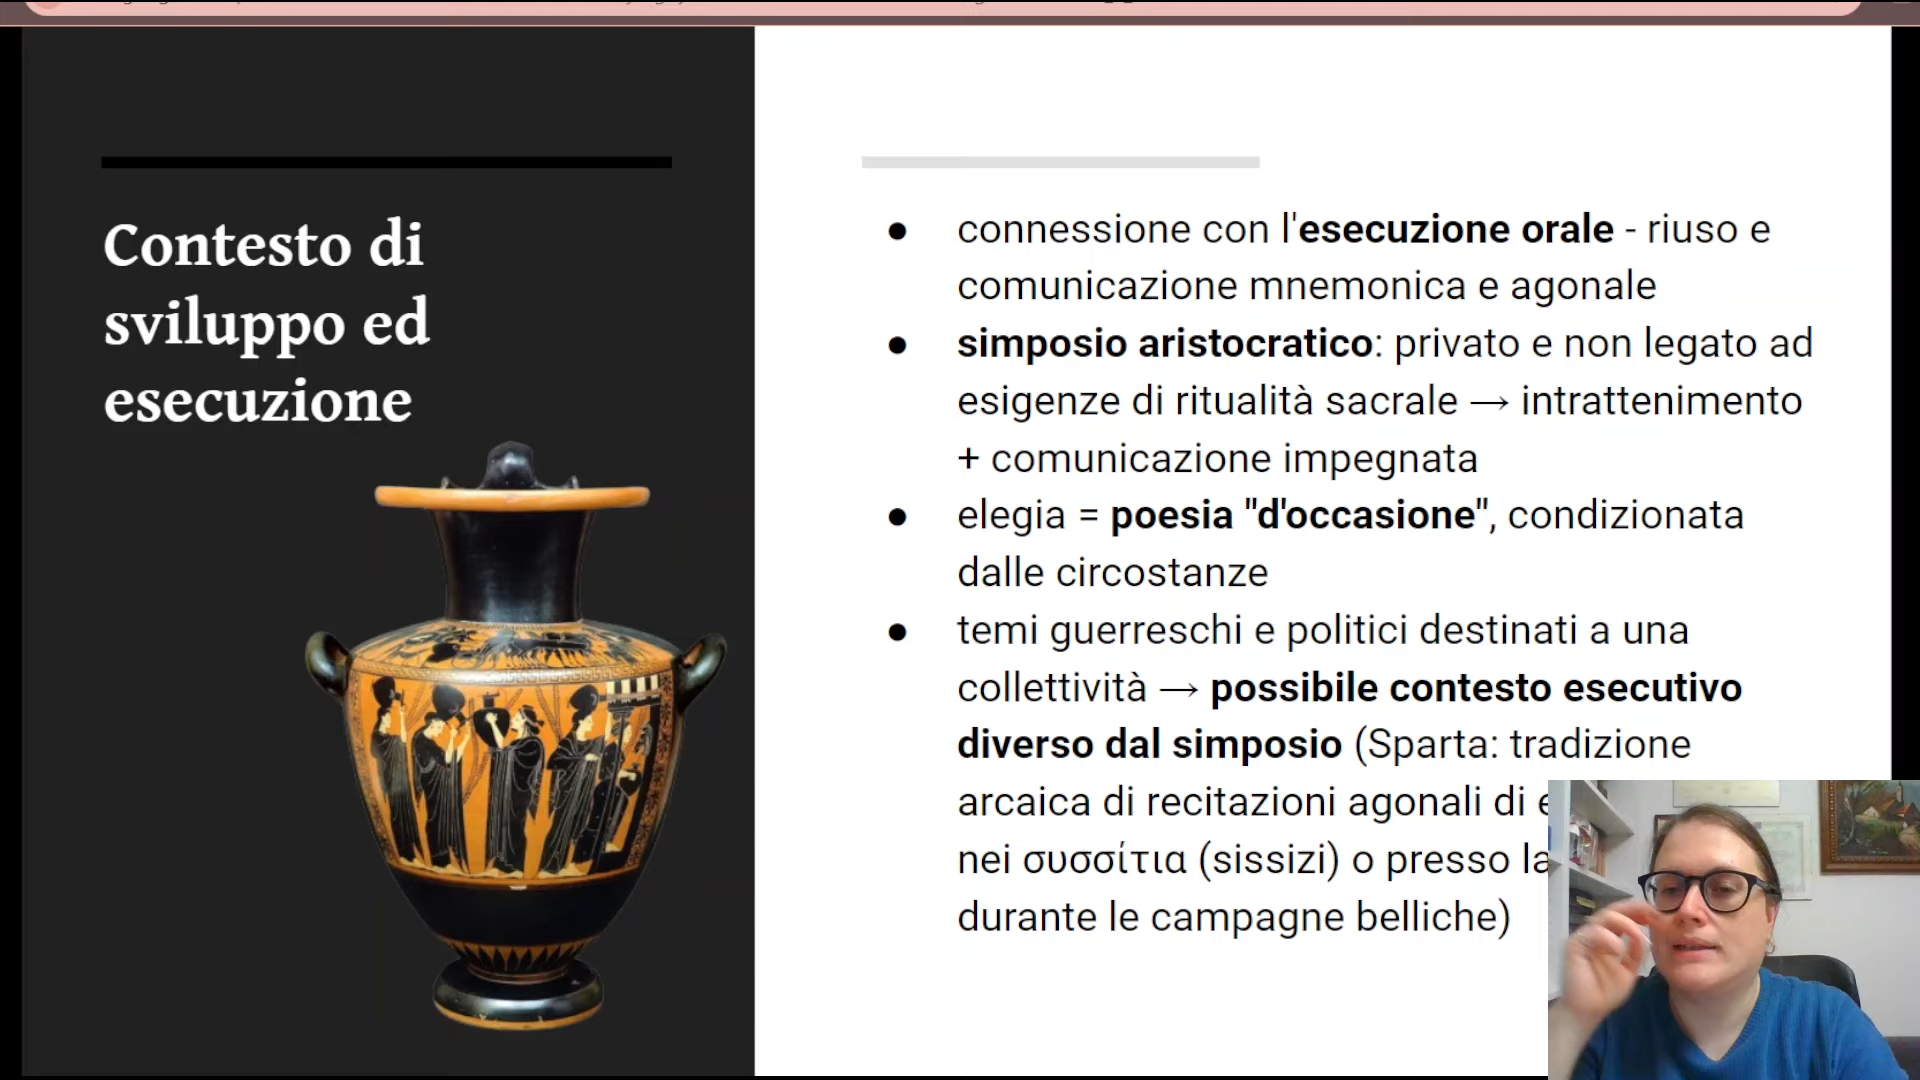 Contesto di
sviluppo ed
esecuzione
● connessione con l'esecuzione orale - riuso e
comunicazione mnemonica e agonale
● simposio aristocratico: privato e non legato ad
esigenze di ritualità sacrale → intrattenimento
+ comunicazione impegnata
● elegia = poesia "d'occasione", condizionata
dalle circostanze
● temi guerreschi e politici destinati a una
collettività → possibile contesto esecutivo
diverso dal simposio (Sparta: tradizione
arcaica di recitazioni agonali di
nei συσσίτια (sissizi) o presso la
durante le campagne belliche)